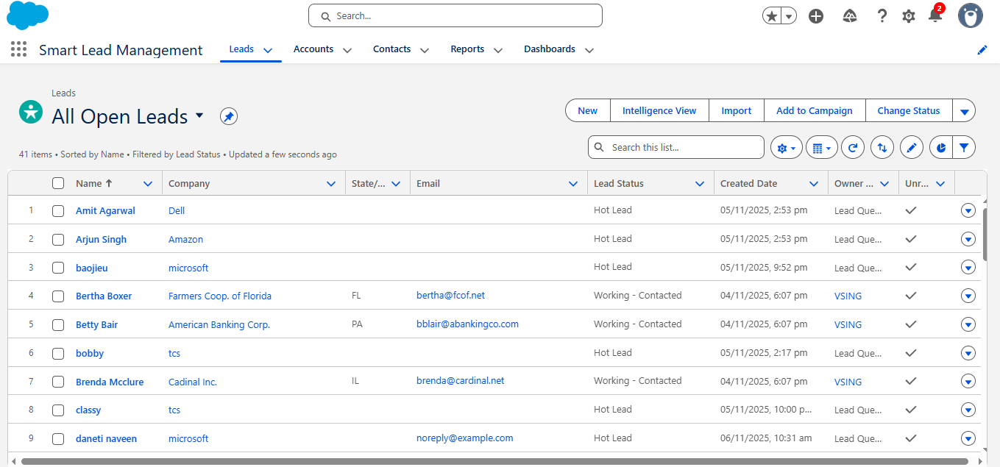 Search...
2
Smart Lead Management Leads Accounts Contacts Reports Dashboards
Leads
All Open Leads
New Intelligence View Import Add to Campaign Change Status
41 items • Sorted by Name • Filtered by Lead Status • Updated a few seconds ago
Search this list...
Name ↑ Company State/... Email Lead Status Created Date Owner ... Unr...
1 Amit Agarwal Dell Hot Lead 05/11/2025, 2:53 pm Lead Que...
2 Arjun Singh Amazon Hot Lead 05/11/2025, 2:53 pm Lead Que...
3 baojieu microsoft Hot Lead 05/11/2025, 9:52 pm Lead Que...
4 Bertha Boxer Farmers Coop. of Florida FL bertha@fcof.net Working - Contacted 04/11/2025, 6:07 pm VSING
5 Betty Bair American Banking Corp. PA bblair@abankingco.com Working - Contacted 04/11/2025, 6:07 pm VSING
6 bobby tcs Hot Lead 05/11/2025, 2:17 pm Lead Que...
7 Brenda Mcclure Cadinal Inc. IL brenda@cardinal.net Working - Contacted 04/11/2025, 6:07 pm VSING
8 classy tcs Hot Lead 05/11/2025, 10:00 p... Lead Que...
9 daneti naveen microsoft noreply@example.com Hot Lead 06/11/2025, 10:31 am Lead Que...